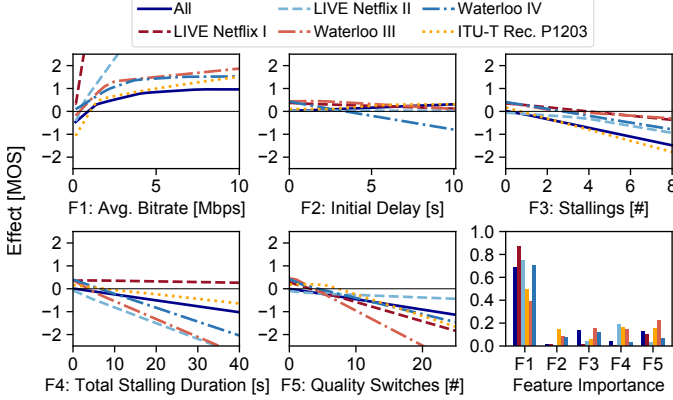 All
LIVE Netflix II
Waterloo IV
LIVE Netflix I
Waterloo III
ITU-T Rec. P1203
Effect [MOS]
2
1
0
−1
−2
0
5
10
F1: Avg. Bitrate [Mbps]
2
1
0
−1
−2
0
5
10
F2: Initial Delay [s]
2
1
0
−1
−2
0
2
4
6
8
F3: Stallings [#]
2
1
0
−1
−2
0
10
20
30
40
F4: Total Stalling Duration [s]
2
1
0
−1
−2
0
10
20
F5: Quality Switches [#]
1.0
0.8
0.6
0.4
0.2
0.0
F1
F2
F3
F4
F5
Feature Importance